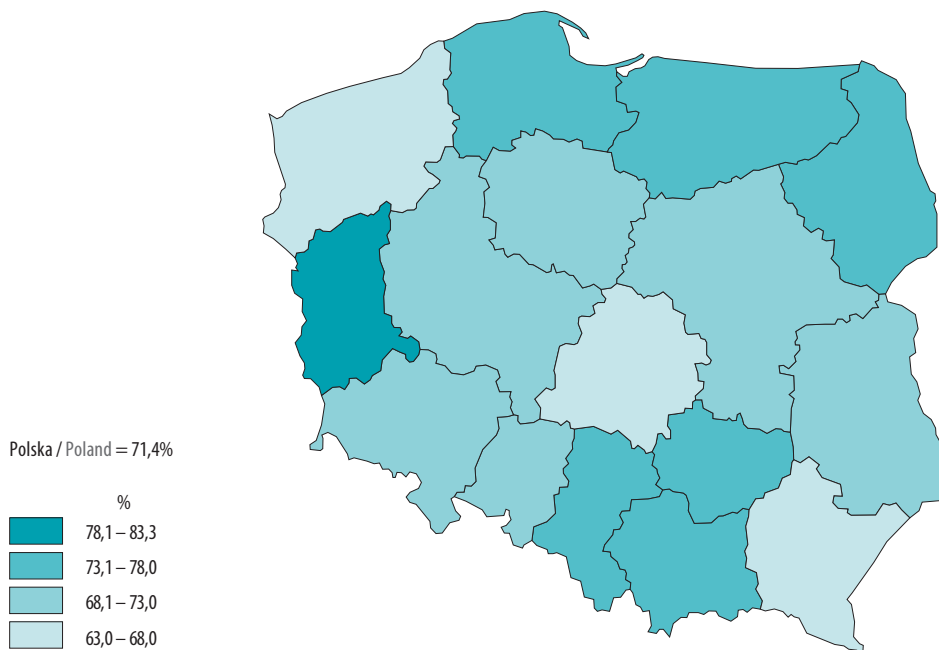 Polska / Poland = 71,4%
%
78,1 – 83,3
73,1 – 78,0
68,1 – 73,0
63,0 – 68,0